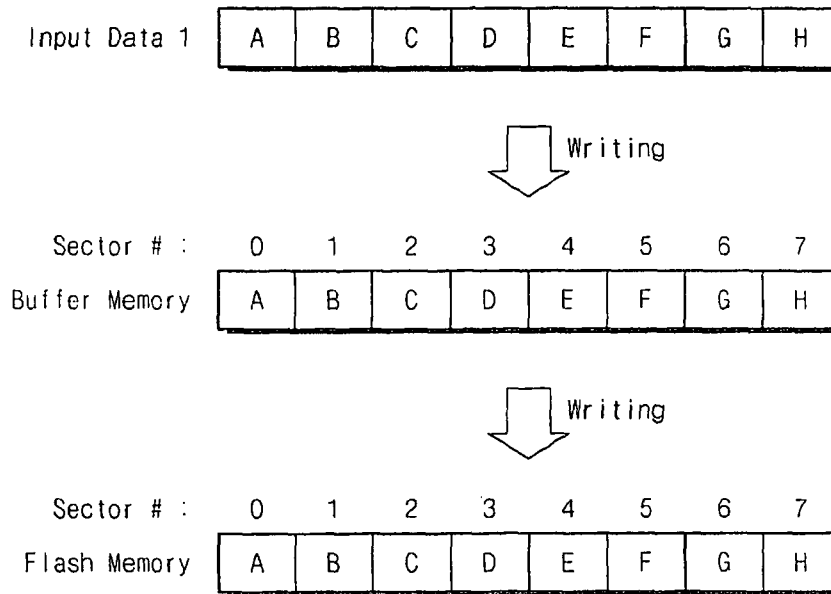 Input Data 1 A B C D E F G H
Writing
Sector # : 0 1 2 3 4 5 6 7
Buffer Memory A B C D E F G H
Writing
Sector # : 0 1 2 3 4 5 6 7
Flash Memory A B C D E F G H